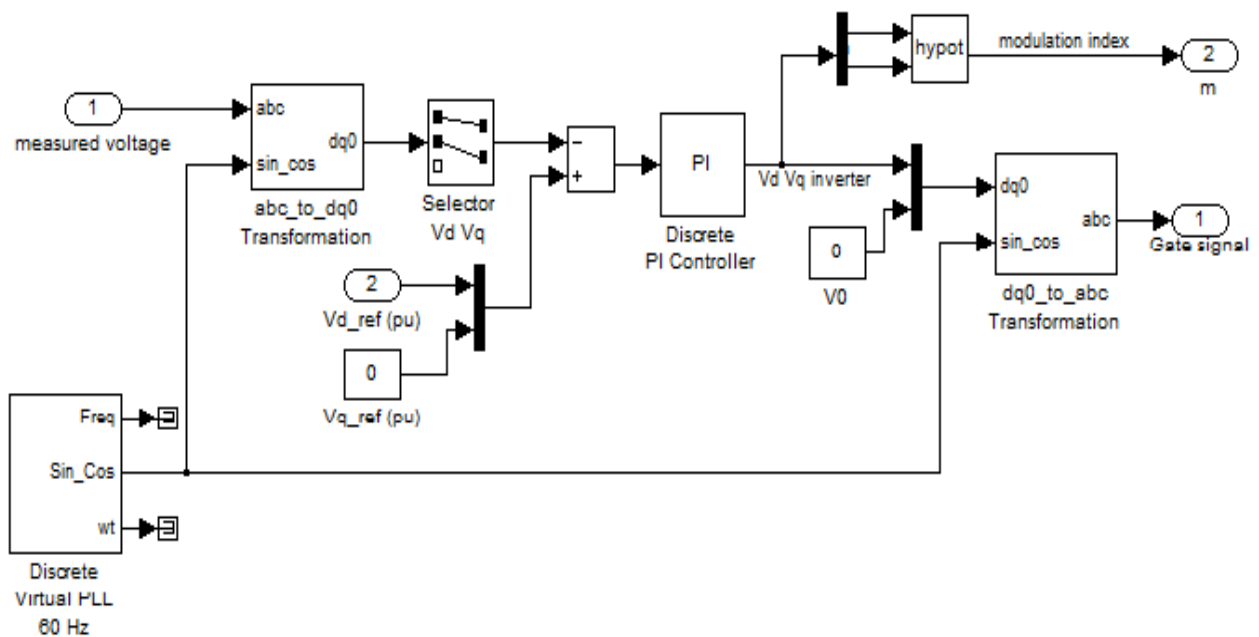 hypot
modulation index
2
m
1
measured voltage
abc
sin_cos
dq0
abc_to_dq0
Transformation
Selector
Vd Vq
−
+
PI
Discrete
PI Controller
Vd Vq inverter
0
V0
dq0
sin_cos
abc
dq0_to_abc
Transformation
1
Gate signal
2
Vd_ref (pu)
0
Vq_ref (pu)
Freq
Sin_Cos
wt
Discrete
Virtual PLL
60 Hz